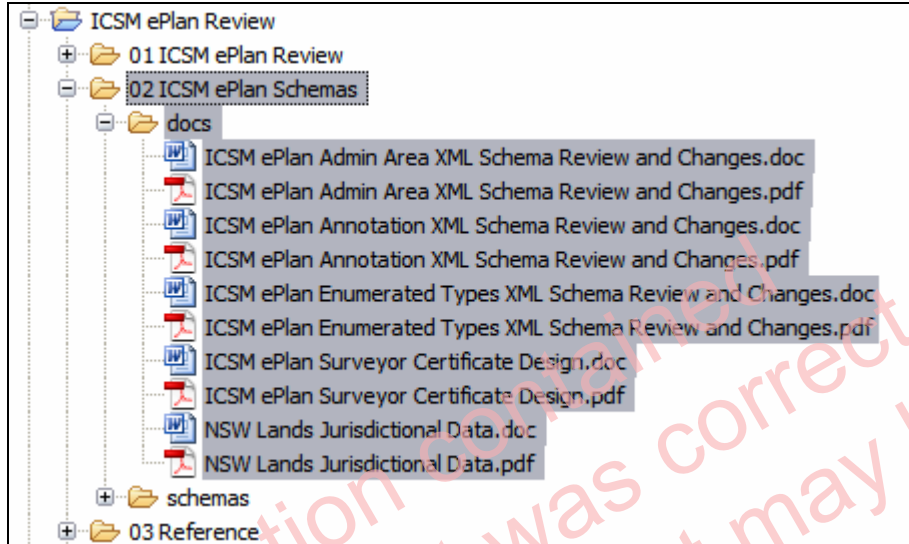 ICSM ePlan Review
01 ICSM ePlan Review
02 ICSM ePlan Schemas
docs
ICSM ePlan Admin Area XML Schema Review and Changes.doc
ICSM ePlan Admin Area XML Schema Review and Changes.pdf
ICSM ePlan Annotation XML Schema Review and Changes.doc
ICSM ePlan Annotation XML Schema Review and Changes.pdf
ICSM ePlan Enumerated Types XML Schema Review and Changes.doc
ICSM ePlan Enumerated Types XML Schema Review and Changes.pdf
ICSM ePlan Surveyor Certificate Design.doc
ICSM ePlan Surveyor Certificate Design.pdf
NSW Lands Jurisdictional Data.doc
NSW Lands Jurisdictional Data.pdf
schemas
03 Reference
contained
was correct
may